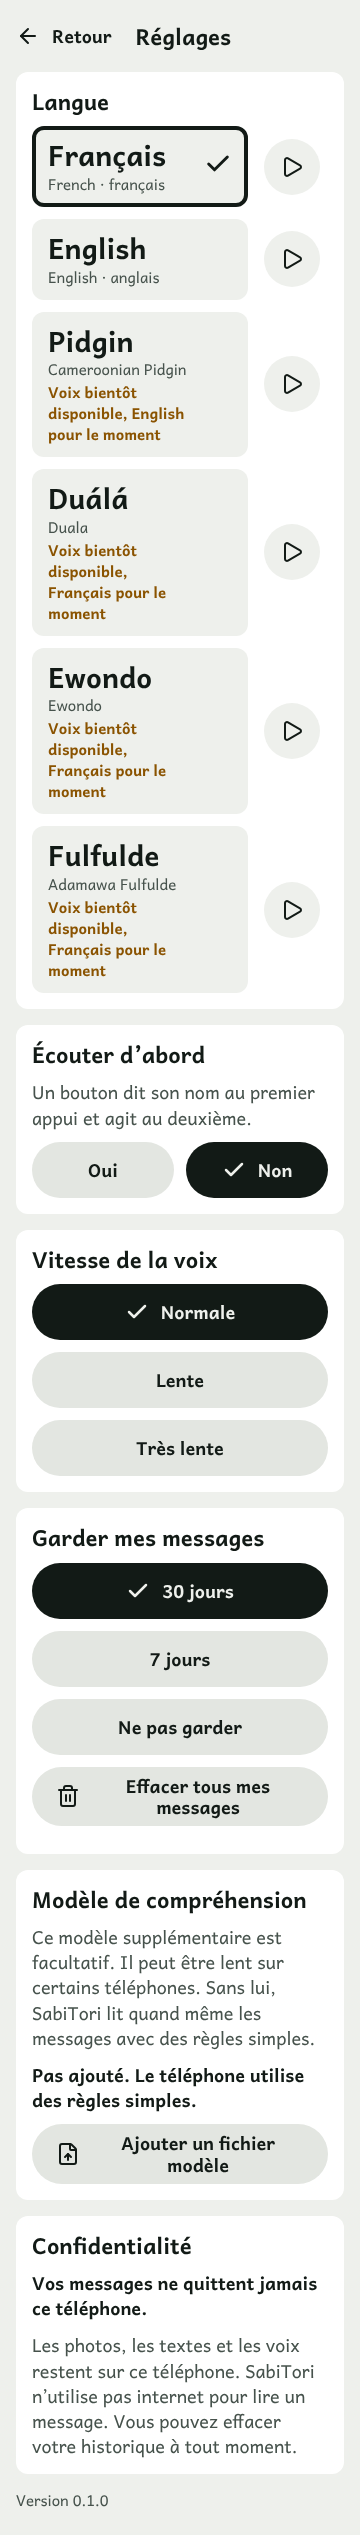 Retour Réglages
Langue
Français
French · français
English
English · anglais
Pidgin
Cameroonian Pidgin
Voix bientôt
disponible, English
pour le moment
Duálá
Duala
Voix bientôt
disponible,
Français pour le
moment
Ewondo
Ewondo
Voix bientôt
disponible,
Français pour le
moment
Fulfulde
Adamawa Fulfulde
Voix bientôt
disponible,
Français pour le
moment
Écouter d’abord
Un bouton dit son nom au premier
appui et agit au deuxième.
Oui Non
Vitesse de la voix
Normale
Lente
Très lente
Garder mes messages
30 jours
7 jours
Ne pas garder
Effacer tous mes
messages
Modèle de compréhension
Ce modèle supplémentaire est
facultatif. Il peut être lent sur
certains téléphones. Sans lui,
SabiTori lit quand même les
messages avec des règles simples.
Pas ajouté. Le téléphone utilise
des règles simples.
Ajouter un fichier
modèle
Confidentialité
Vos messages ne quittent jamais
ce téléphone.
Les photos, les textes et les voix
restent sur ce téléphone. SabiTori
n’utilise pas internet pour lire un
message. Vous pouvez effacer
votre historique à tout moment.
Version 0.1.0